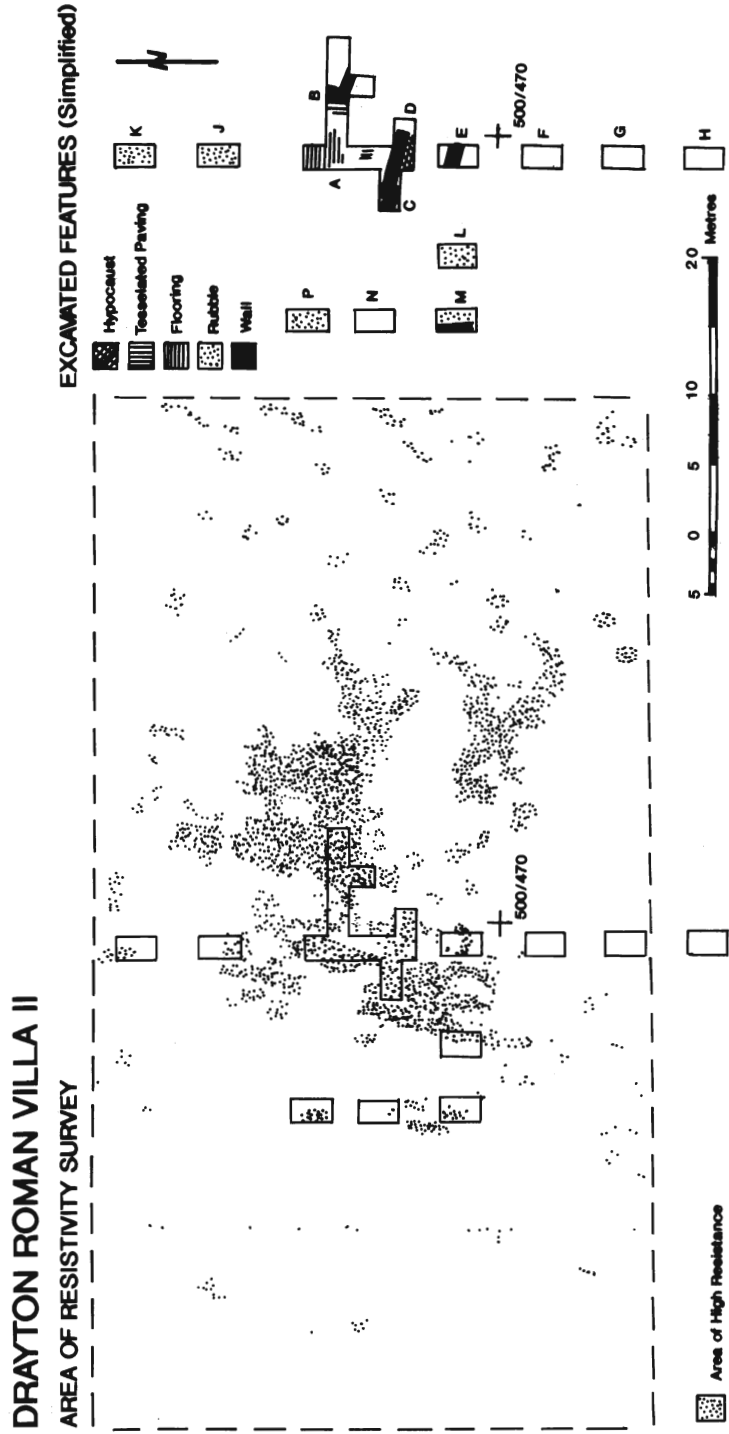 DRAYTON ROMAN VILLA II
AREA OF RESISTIVITY SURVEY
EXCAVATED FEATURES (Simplified)
Hypocaust
Tesselated Paving
Flooring
Rubble
Wall
N
K
J
B
A
D
C
E
500/470
F
G
H
P
N
L
M
500/470
5 0 5 10 20
Metres
Area of High Resistance